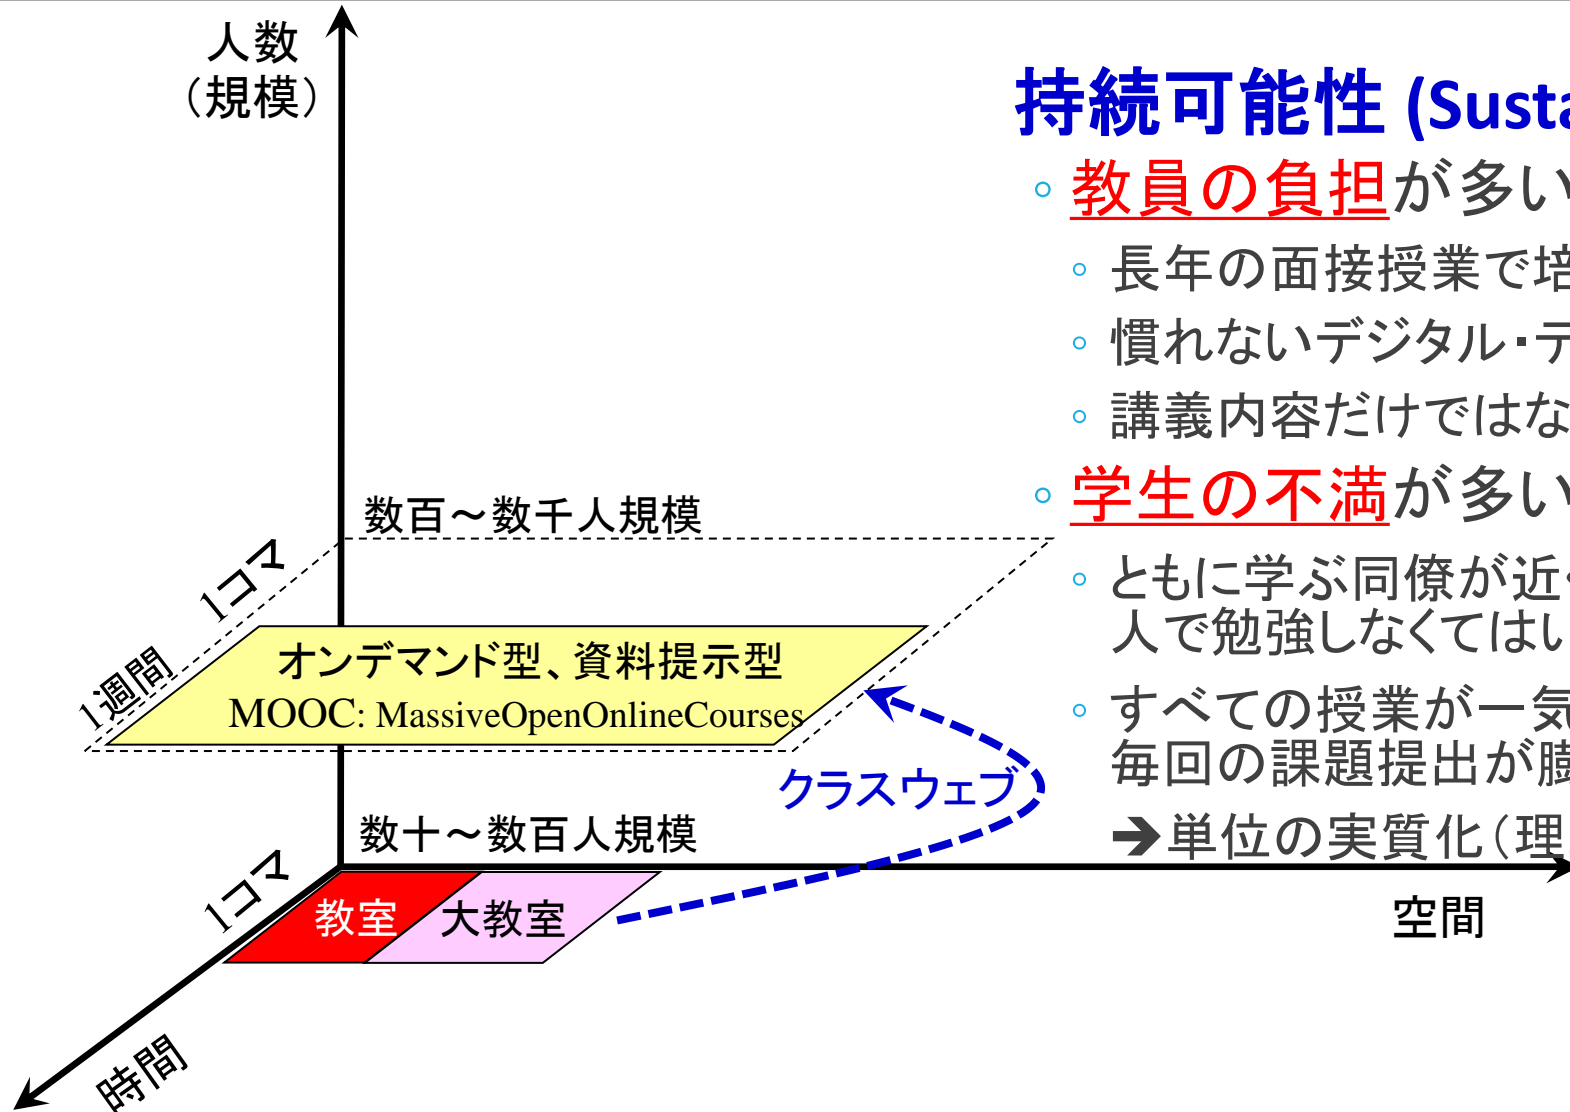 人数
（規模）
持続可能性 (Susta
教員の負担が多い
長年の面接授業で培
慣れないデジタル・テ
講義内容だけではな
学生の不満が多い
ともに学ぶ同僚が近く
人で勉強しなくてはい
すべての授業が一気
毎回の課題提出が膨
➔単位の実質化（理
数百～数千人規模
1コマ
1週間
オンデマンド型、資料提示型
MOOC: MassiveOpenOnlineCourses
クラスウェブ
数十～数百人規模
1コマ
教室
大教室
空間
時間